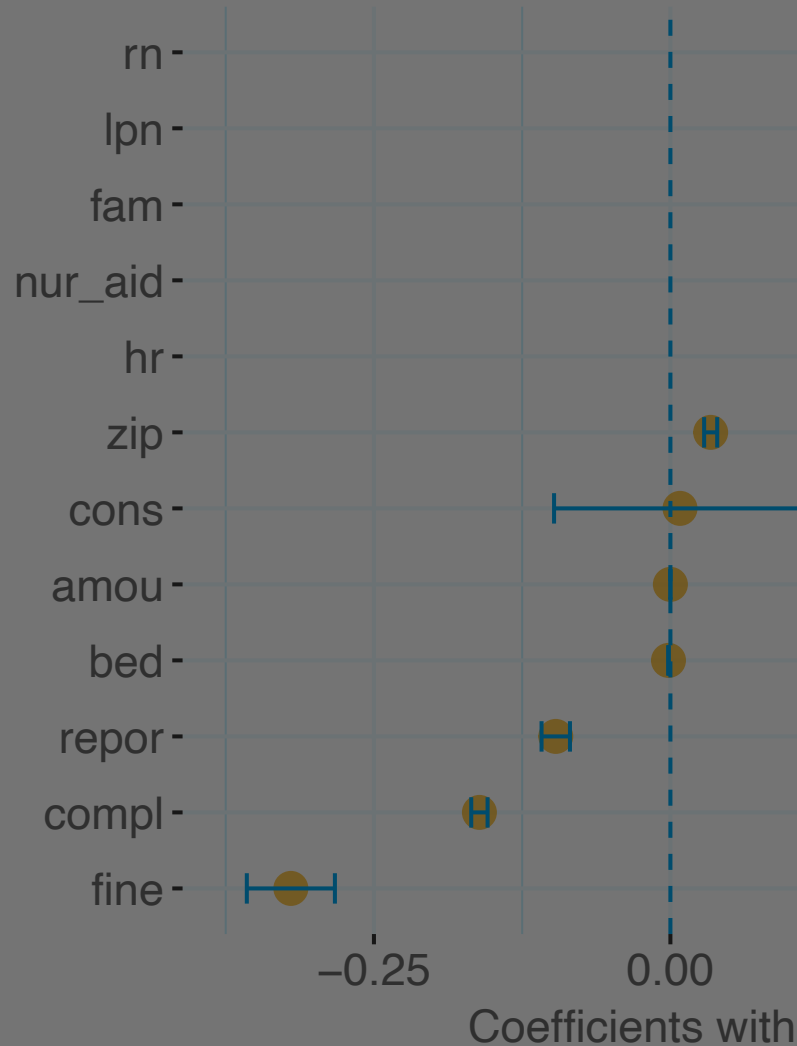 rn
lpn
fam
nur_aid
hr
zip
cons
amou
bed
repor
compl
fine
−0.25 0.00
Coefficients with